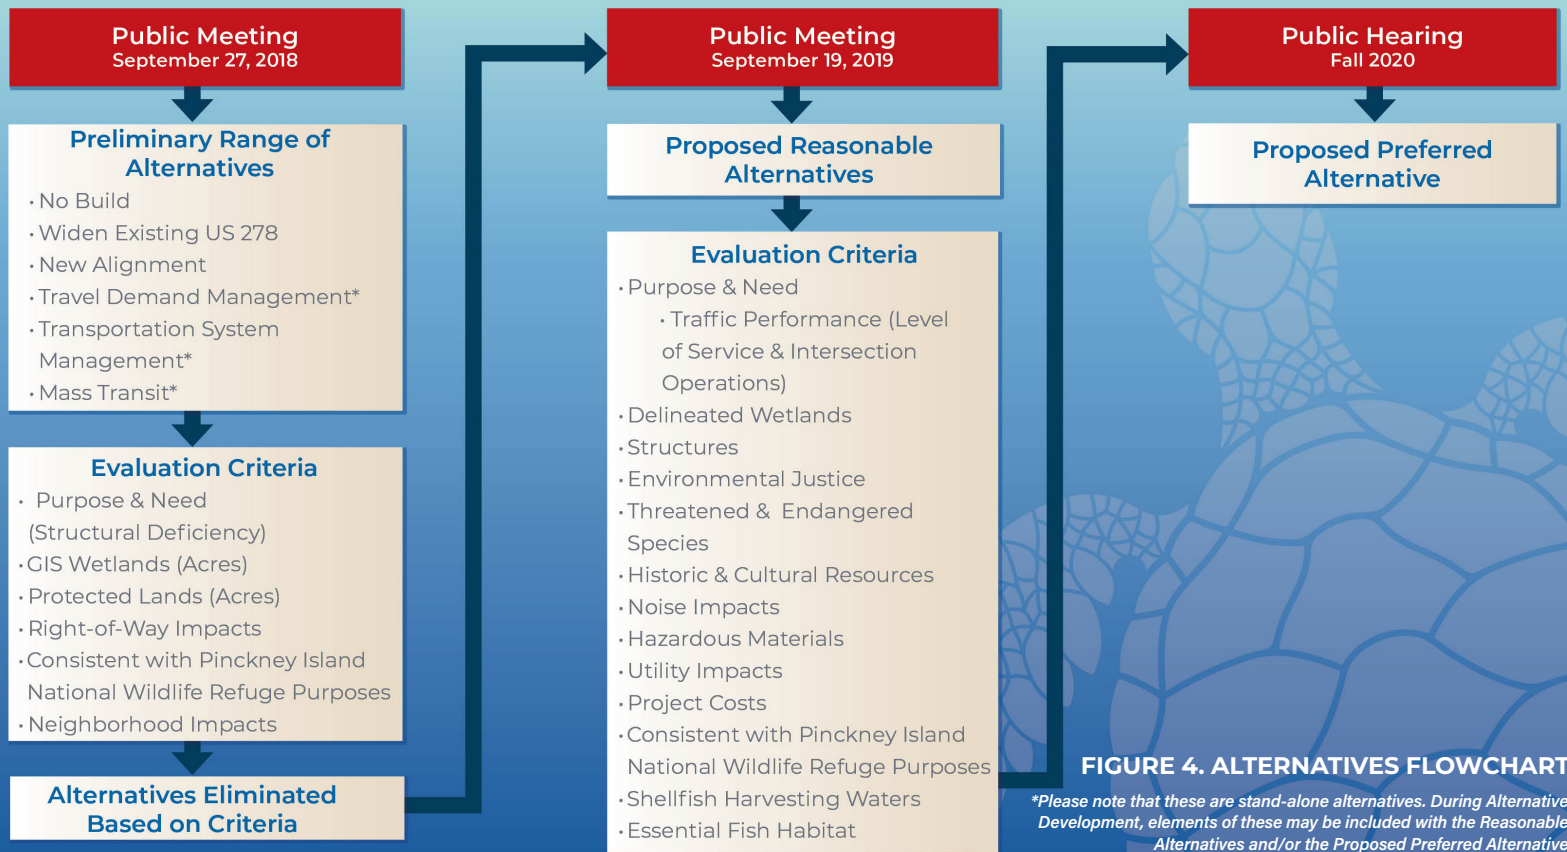 Public Meeting
September 27, 2018
Preliminary Range of
Alternatives
· No Build
· Widen Existing US 278
· New Alignment
· Travel Demand Management*
· Transportation System
Management*
· Mass Transit*
Evaluation Criteria
· Purpose & Need
(Structural Deficiency)
· GIS Wetlands (Acres)
· Protected Lands (Acres)
· Right-of-Way Impacts
· Consistent with Pinckney Island
National Wildlife Refuge Purposes
· Neighborhood Impacts
Alternatives Eliminated
Based on Criteria
Public Meeting
September 19, 2019
Proposed Reasonable
Alternatives
Evaluation Criteria
· Purpose & Need
· Traffic Performance (Level
of Service & Intersection
Operations)
· Delineated Wetlands
· Structures
· Environmental Justice
· Threatened & Endangered
Species
· Historic & Cultural Resources
· Noise Impacts
· Hazardous Materials
· Utility Impacts
· Project Costs
· Consistent with Pinckney Island
National Wildlife Refuge Purposes
· Shellfish Harvesting Waters
· Essential Fish Habitat
Public Hearing
Fall 2020
Proposed Preferred
Alternative
FIGURE 4. ALTERNATIVES FLOWCHART
*Please note that these are stand-alone alternatives. During Alternative
Development, elements of these may be included with the Reasonable
Alternatives and/or the Proposed Preferred Alternative